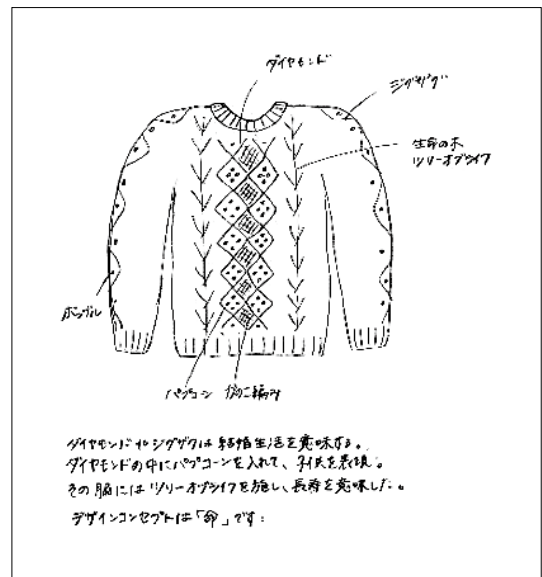 ダイヤモンド
ジグザグ
生命の木
ツリーオブライフ
ボッブル
パプコーン
かのこ編み
ダイヤモンドやジグザグは結婚生活を意味する。
ダイヤモンドの中にパプコーンを入れて、子孫を表現。
その脇にはツリーオブライフを施し、長寿を意味した。
デザインコンセプトは「命」です。